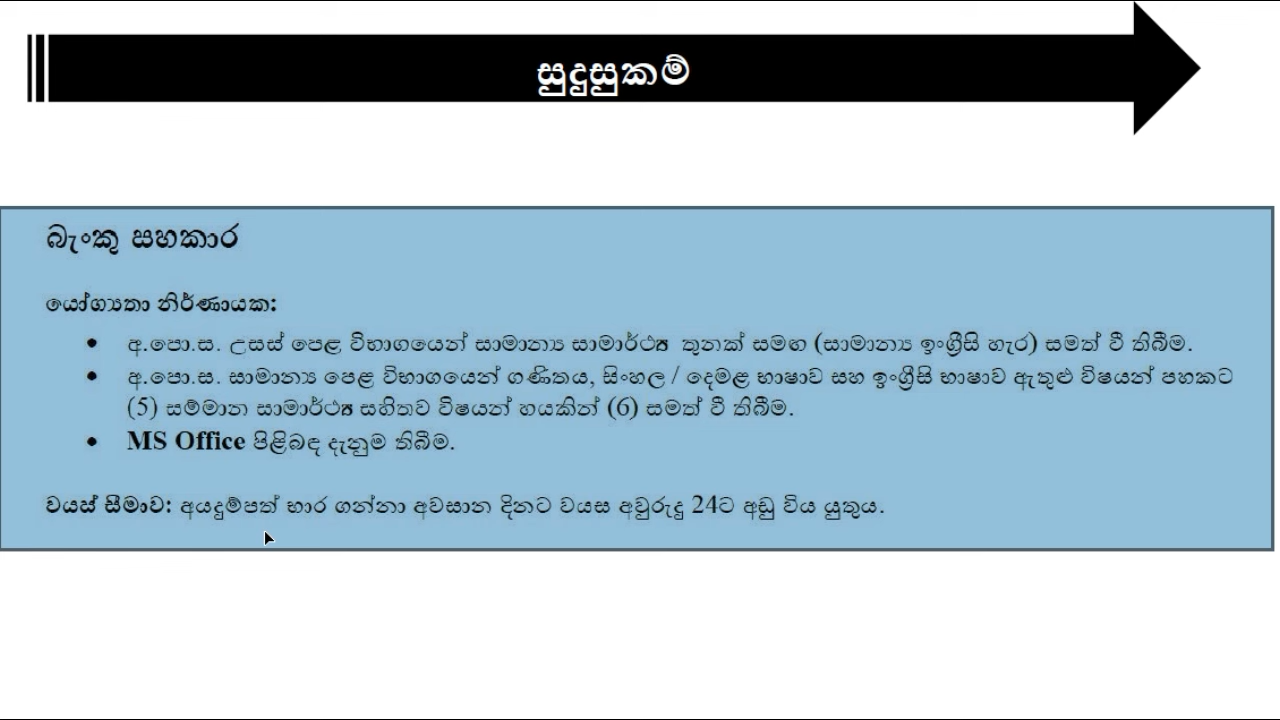 සුදුසුකම්
බැංකු සහකාර
යෝග්‍යතා නිර්ණායක:
• අ.පො.ස. උසස් පෙළ විභාගයෙන් සාමාන්‍ය සාමාර්ථ්‍ය තුනක් සමඟ (සාමාන්‍ය ඉංග්‍රීසි හැර) සමත් වී තිබීම.
• අ.පො.ස. සාමාන්‍ය පෙළ විභාගයෙන් ගණිතය, සිංහල / දෙමළ භාෂාව සහ ඉංග්‍රීසි භාෂාව ඇතුළු විෂයන් පහකට
(5) සම්මාන සාමාර්ථ්‍ය සහිතව විෂයන් හයකින් (6) සමත් වී තිබීම.
• MS Office පිළිබඳ දැනුම තිබීම.
වයස් සීමාව: අයදුම්පත් භාර ගන්නා අවසාන දිනට වයස අවුරුදු 24ට අඩු විය යුතුය.